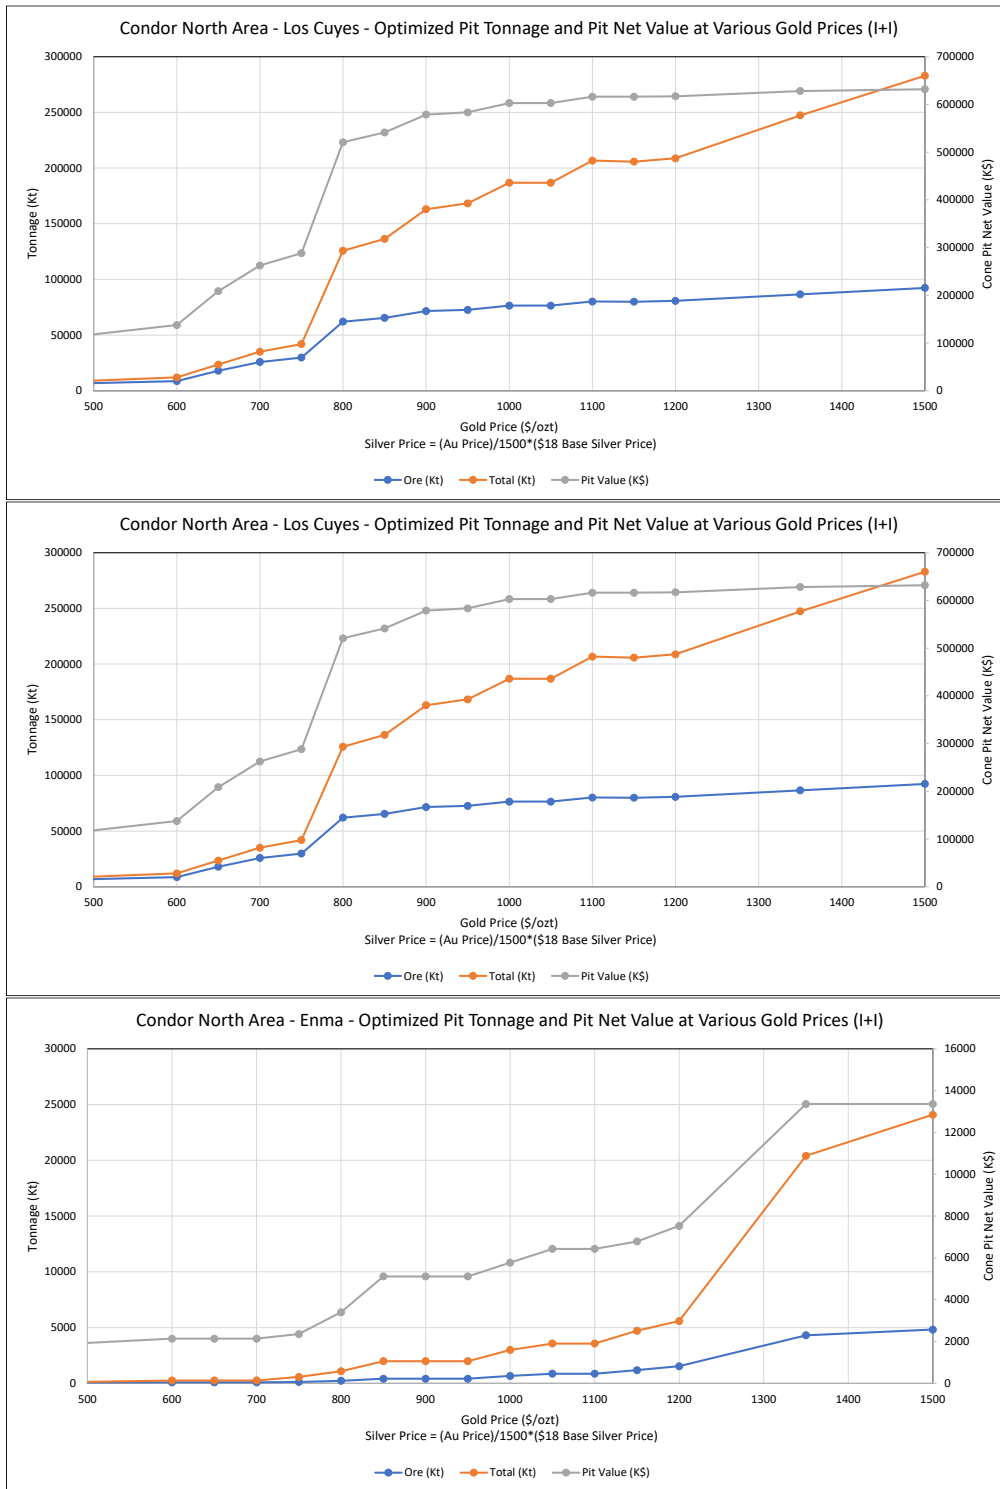 Condor North Area - Los Cuyes - Optimized Pit Tonnage and Pit Net Value at Various Gold Prices (I+I)
300000
250000
200000
150000
100000
50000
0
Tonnage (Kt)
700000
600000
500000
400000
300000
200000
100000
0
Cone Pit Net Value (K$)
500 600 700 800 900 1000 1100 1200 1300 1400 1500
Gold Price ($/ozt)
Silver Price = (Au Price)/1500*($18 Base Silver Price)
Ore (Kt) Total (Kt) Pit Value (K$)
Condor North Area - Los Cuyes - Optimized Pit Tonnage and Pit Net Value at Various Gold Prices (I+I)
300000
250000
200000
150000
100000
50000
0
Tonnage (Kt)
700000
600000
500000
400000
300000
200000
100000
0
Cone Pit Net Value (K$)
500 600 700 800 900 1000 1100 1200 1300 1400 1500
Gold Price ($/ozt)
Silver Price = (Au Price)/1500*($18 Base Silver Price)
Ore (Kt) Total (Kt) Pit Value (K$)
Condor North Area - Enma - Optimized Pit Tonnage and Pit Net Value at Various Gold Prices (I+I)
30000
25000
20000
15000
10000
5000
0
Tonnage (Kt)
16000
14000
12000
10000
8000
6000
4000
2000
0
Cone Pit Net Value (K$)
500 600 700 800 900 1000 1100 1200 1300 1400 1500
Gold Price ($/ozt)
Silver Price = (Au Price)/1500*($18 Base Silver Price)
Ore (Kt) Total (Kt) Pit Value (K$)